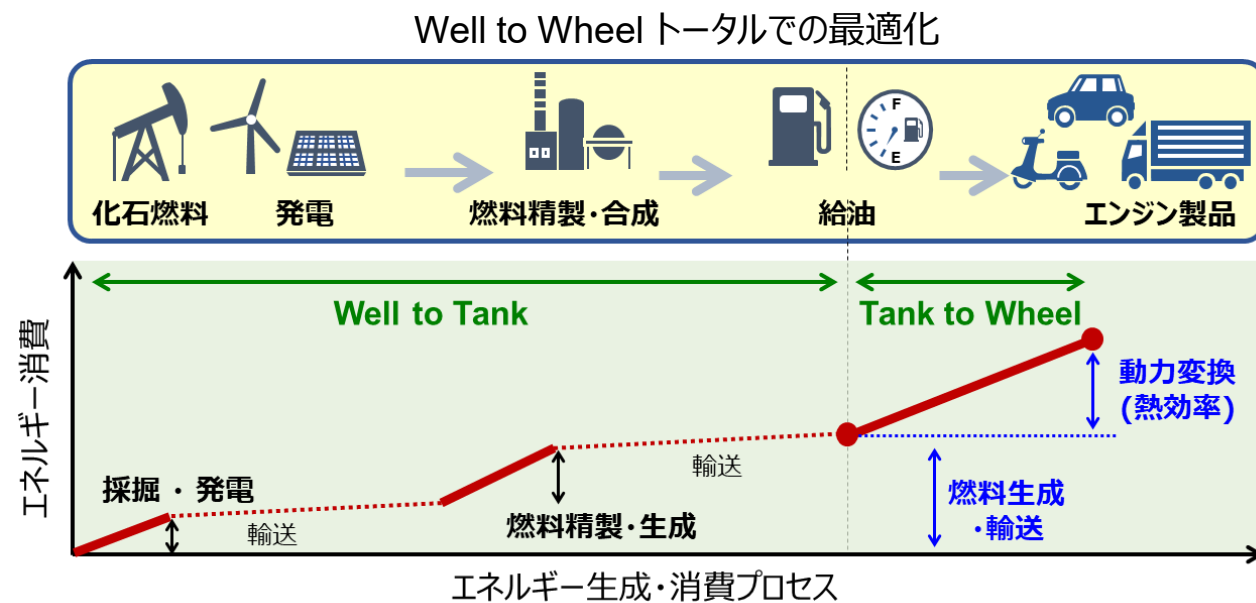 Well to Wheel トータルでの最適化
F
E
化石燃料
発電
燃料精製・合成
給油
エンジン製品
Well to Tank
Tank to Wheel
エネルギー消費
動力変換
(熱効率)
採掘 ・ 発電
輸送
燃料精製・生成
輸送
燃料生成
・輸送
エネルギー生成・消費プロセス